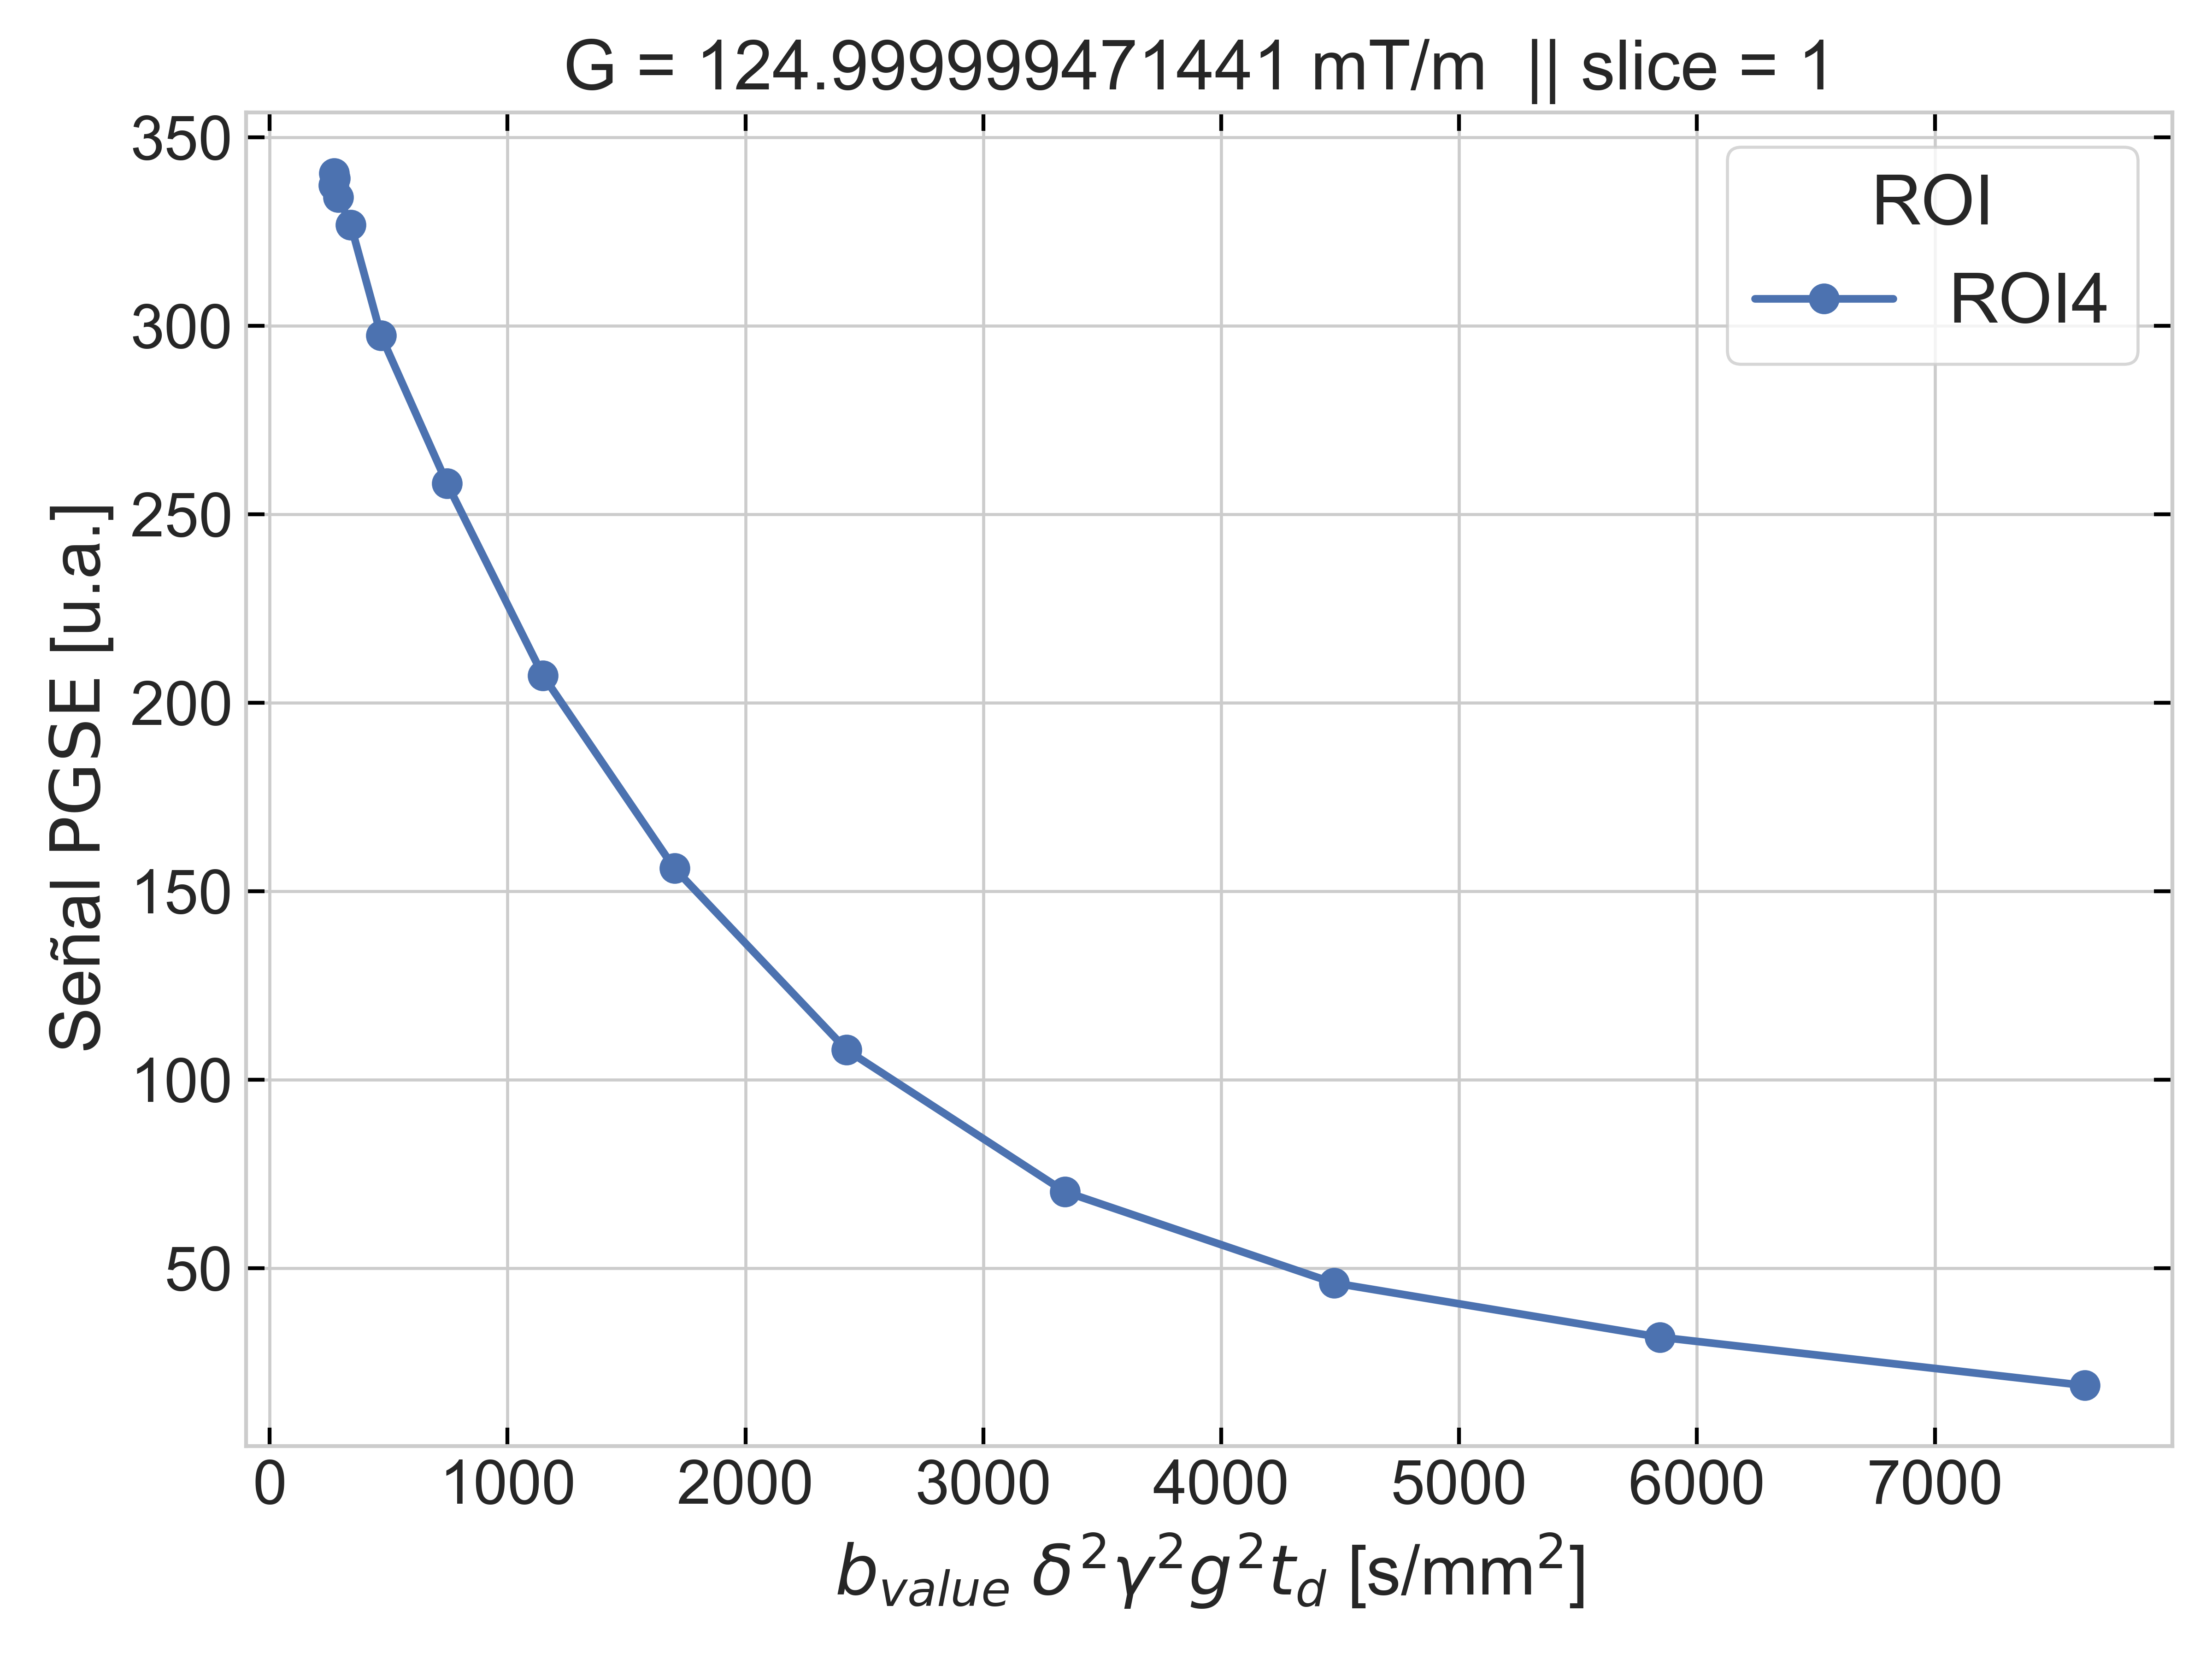 G = 124.999999471441 mT/m || slice = 1
350
300
250
200
150
100
50
Señal PGSE [u.a.]
ROI
ROI4
0 1000 2000 3000 4000 5000 6000 7000
b_value δ²γ²g²t_d [s/mm²]